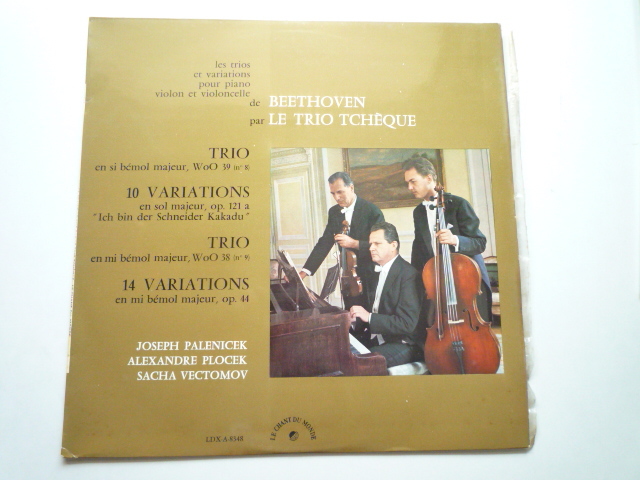 les trios
et variations
pour piano
violon et violoncelle
de BEETHOVEN
par LE TRIO TCHÈQUE
TRIO
en si bémol majeur, WoO 39 (n° 8)
10 VARIATIONS
en sol majeur, op. 121 a
"Ich bin der Schneider Kakadu"
TRIO
en mi bémol majeur, WoO 38 (n° 9)
14 VARIATIONS
en mi bémol majeur, op. 44
JOSEPH PALENICEK
ALEXANDRE PLOCEK
SACHA VECTOMOV
LDX A-8348
LE CHANT DU MONDE